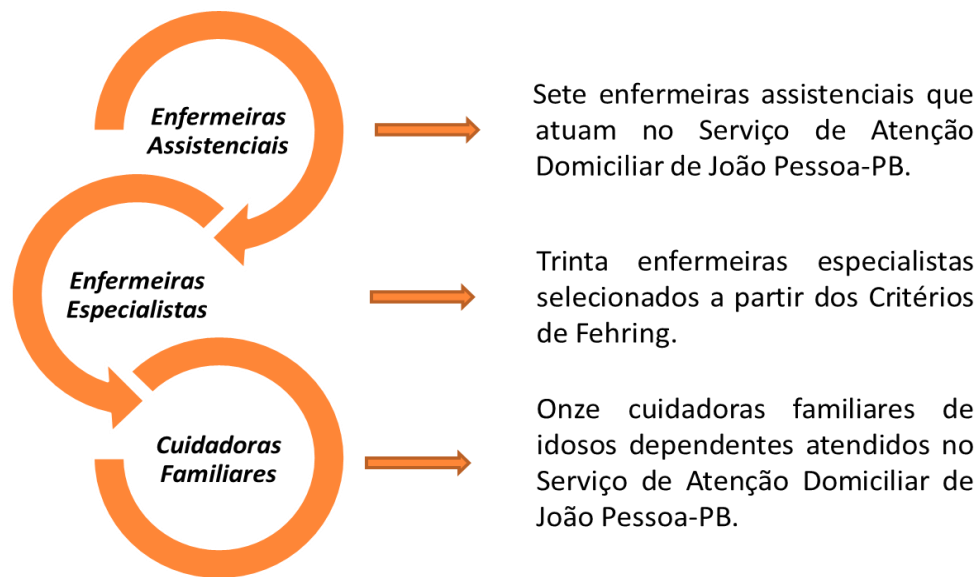 Enfermeiras
Assistenciais
Sete enfermeiras assistenciais que
atuam no Serviço de Atenção
Domiciliar de João Pessoa-PB.
Enfermeiras
Especialistas
Trinta enfermeiras especialistas
selecionados a partir dos Critérios
de Fehring.
Cuidadoras
Familiares
Onze cuidadoras familiares de
idosos dependentes atendidos no
Serviço de Atenção Domiciliar de
João Pessoa-PB.